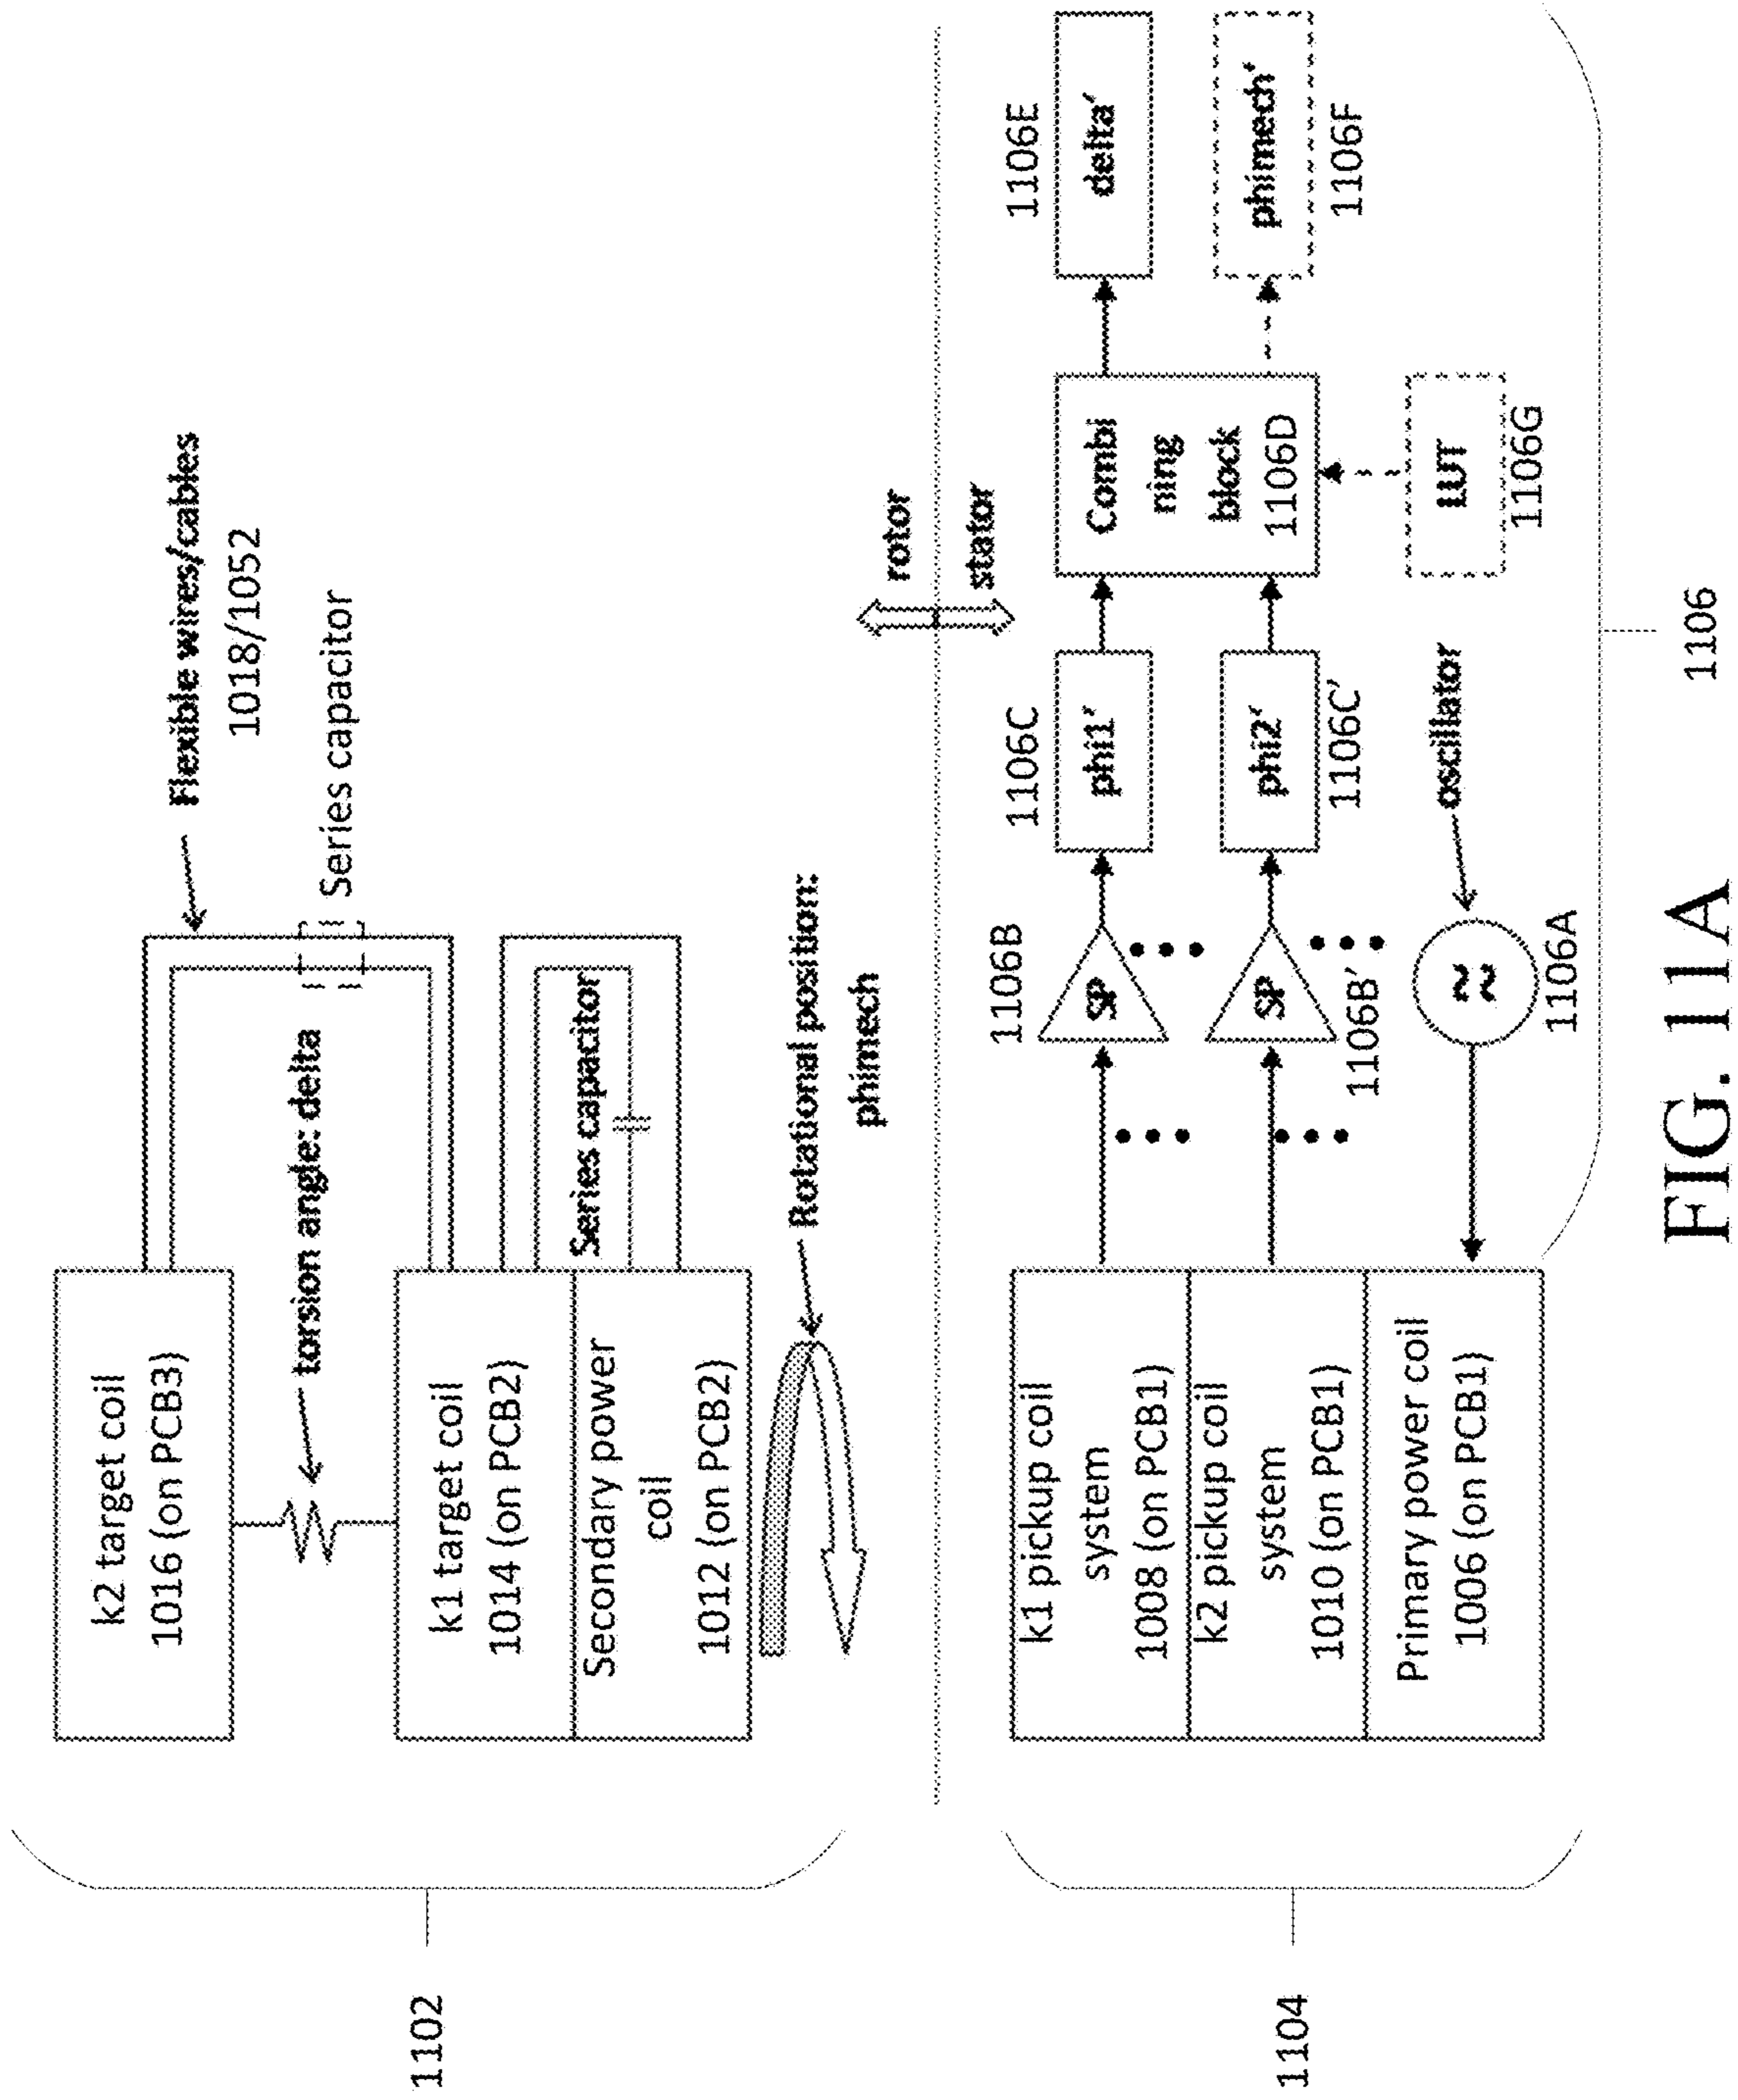 Flexible wires/cables
1018/1052
k2 target coil
1016 (on PCB3)
torsion angle: delta
Series capacitor
k1 target coil
1014 (on PCB2)
Series capacitor
Secondary power
coil
1012 (on PCB2)
Rotational position:
phimech
1102
rotor
stator
k1 pickup coil
system
1008 (on PCB1)
1106B
SP
1106C
phi1’
Combi
ning
block
1106D
1106E
delta’
k2 pickup coil
system
1010 (on PCB1)
SP
1106B’
phi2’
1106C’
phimech’
1106F
Primary power coil
1006 (on PCB1)
oscillator
1106A
LUT
1106G
1104
1106
FIG. 11A